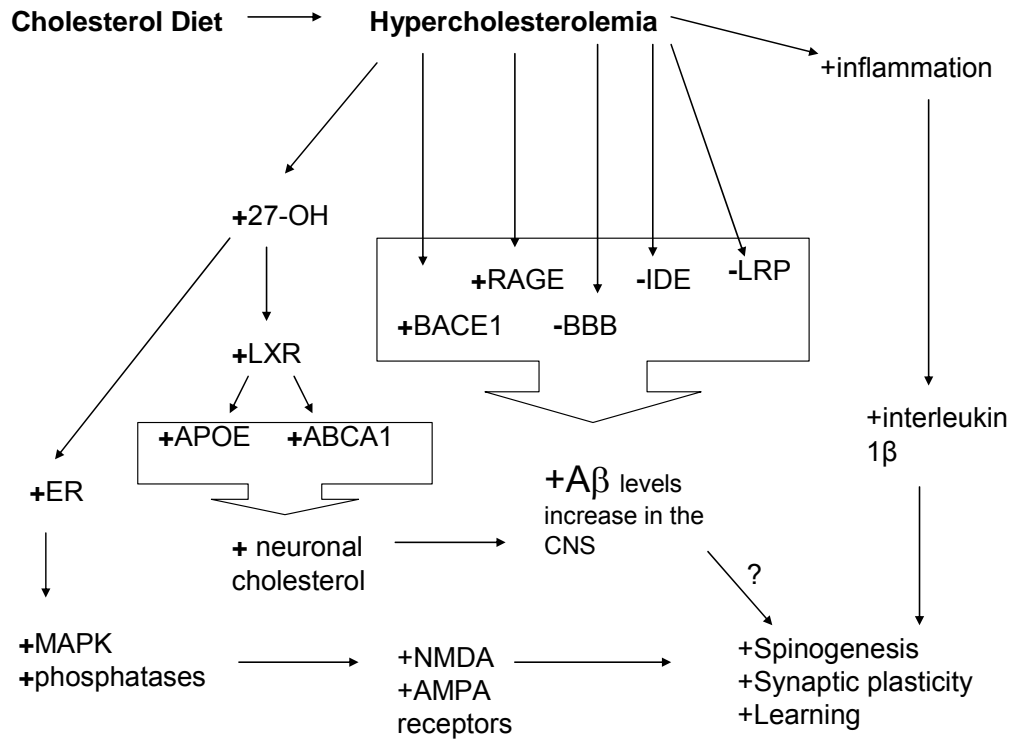 Cholesterol Diet
Hypercholesterolemia
+inflammation
+27-OH
+RAGE
-IDE
-LRP
+BACE1
-BBB
+LXR
+APOE
+ABCA1
+interleukin
1β
+ER
+Aβ levels
increase in the
CNS
+ neuronal
cholesterol
?
+MAPK
+phosphatases
+NMDA
+AMPA
receptors
+Spinogenesis
+Synaptic plasticity
+Learning